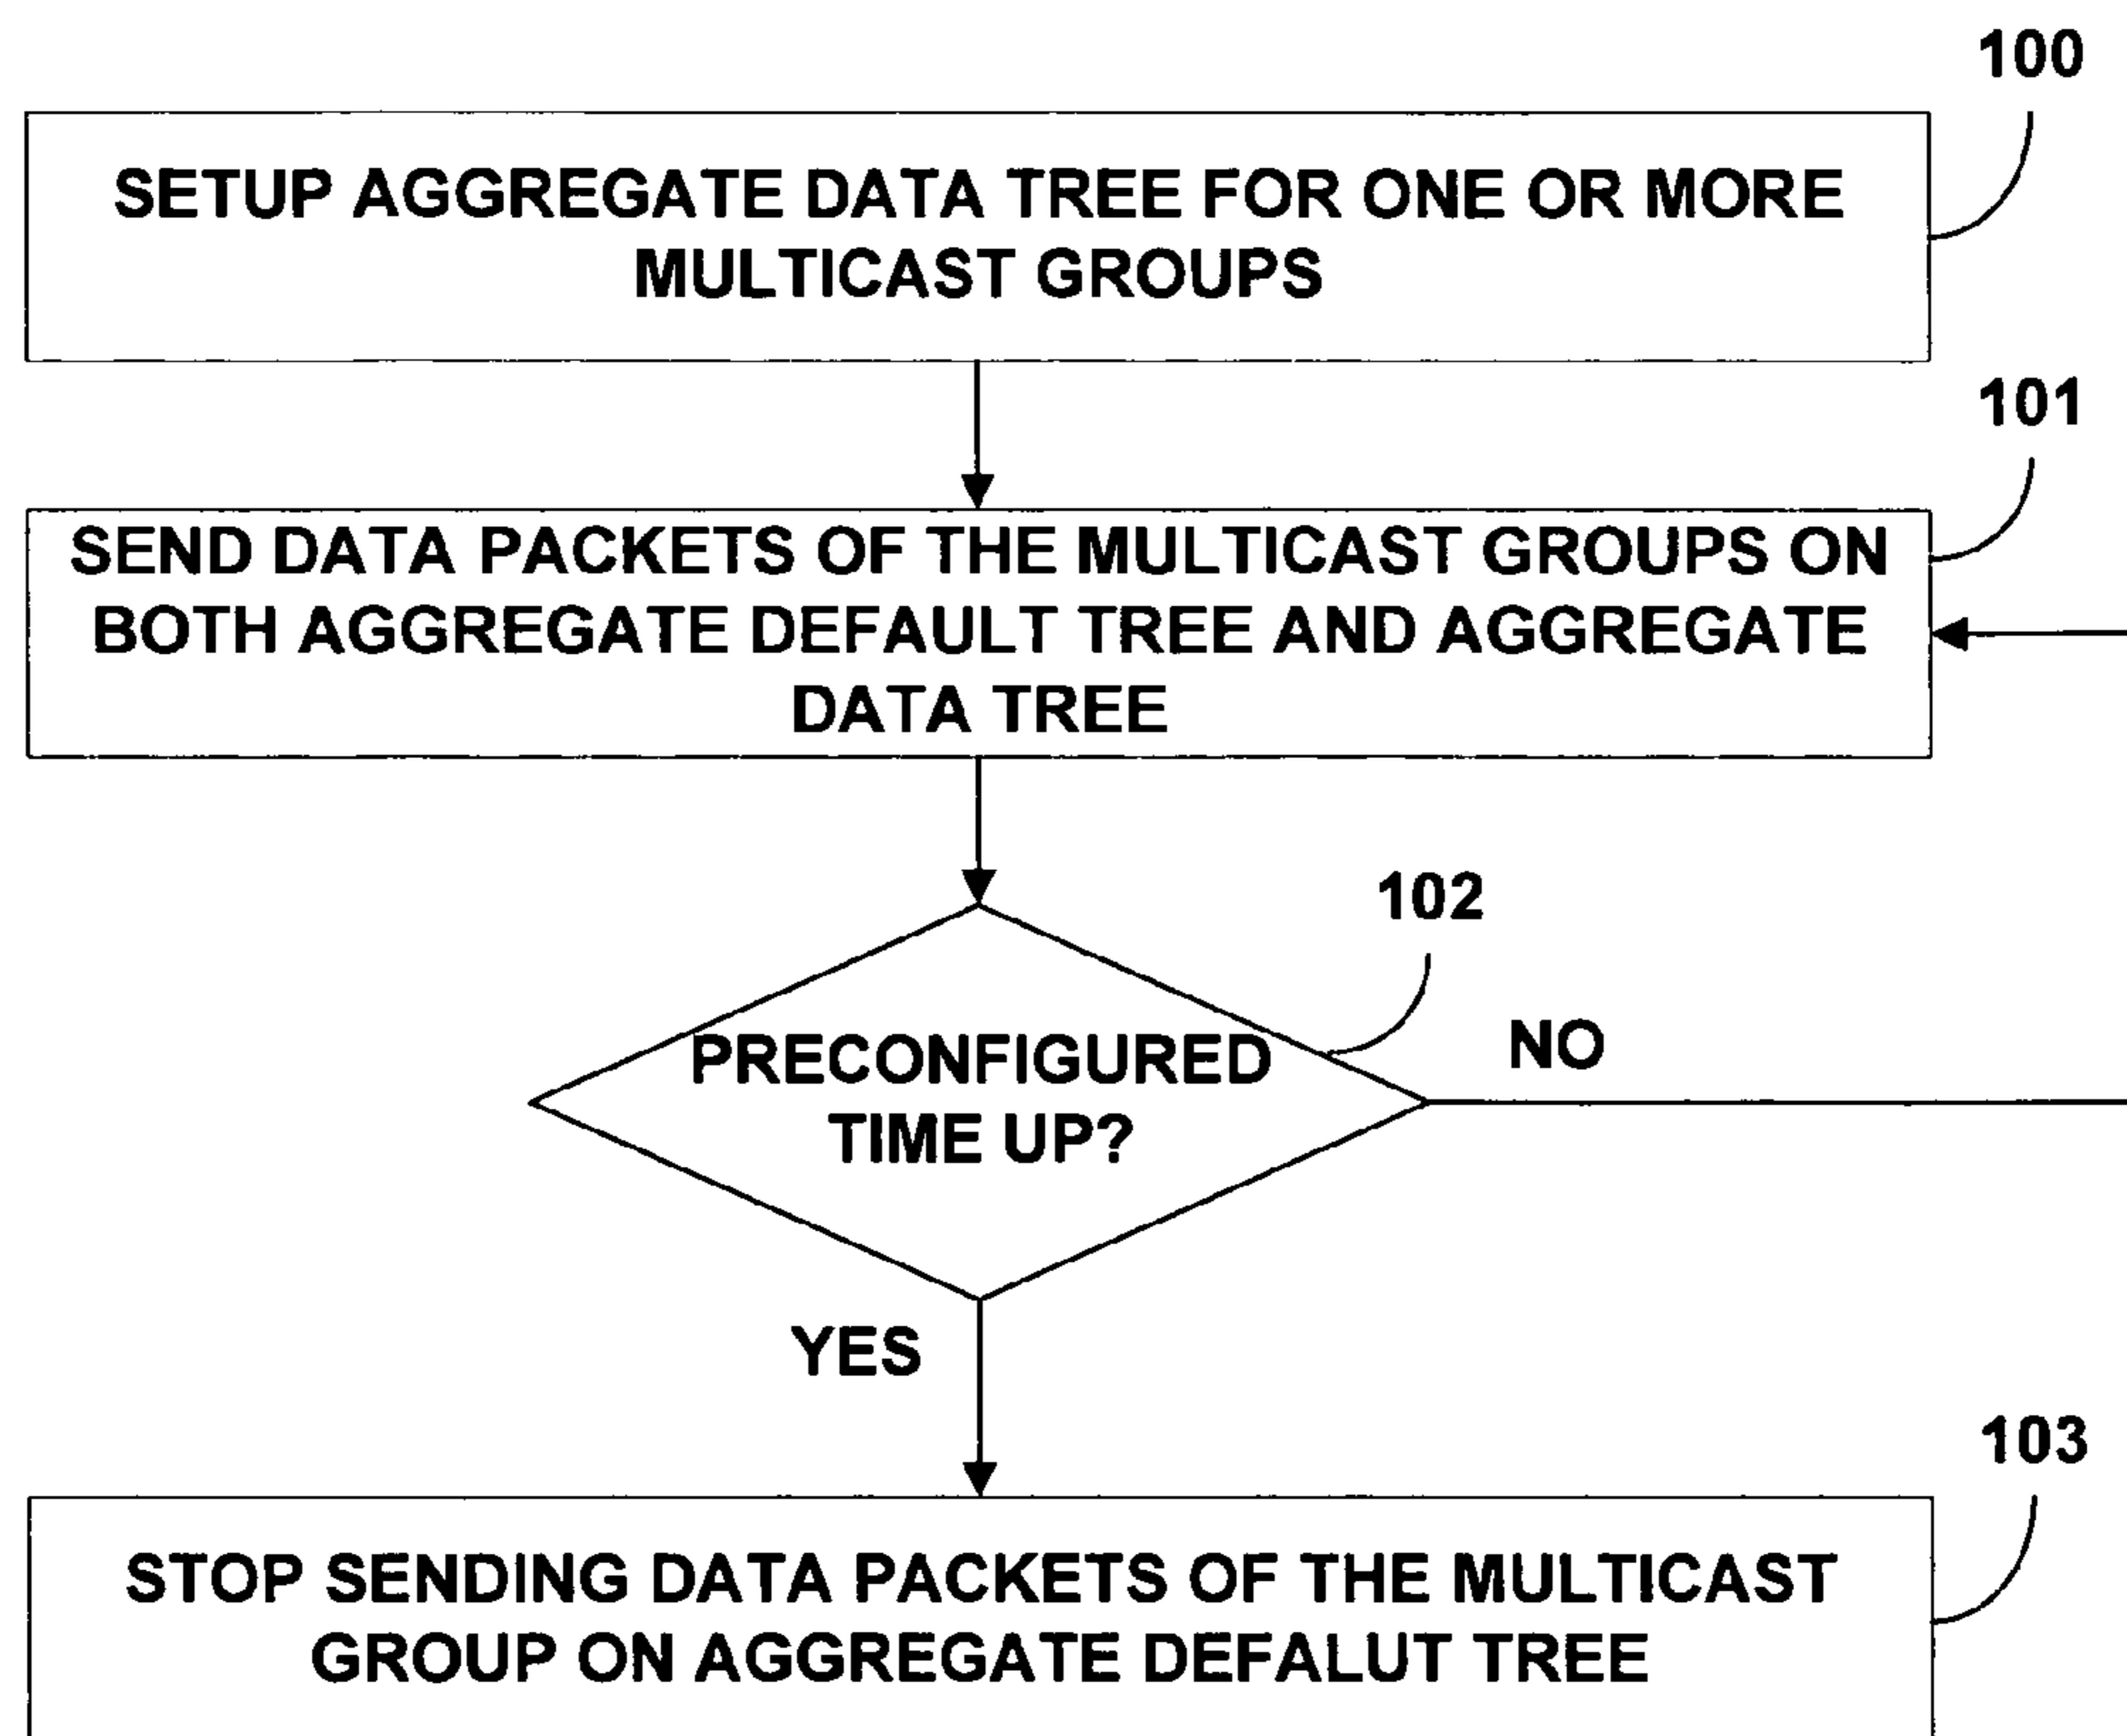 100
SETUP AGGREGATE DATA TREE FOR ONE OR MORE
MULTICAST GROUPS
101
SEND DATA PACKETS OF THE MULTICAST GROUPS ON
BOTH AGGREGATE DEFAULT TREE AND AGGREGATE
DATA TREE
102
PRECONFIGURED
TIME UP?
NO
YES
103
STOP SENDING DATA PACKETS OF THE MULTICAST
GROUP ON AGGREGATE DEFALUT TREE